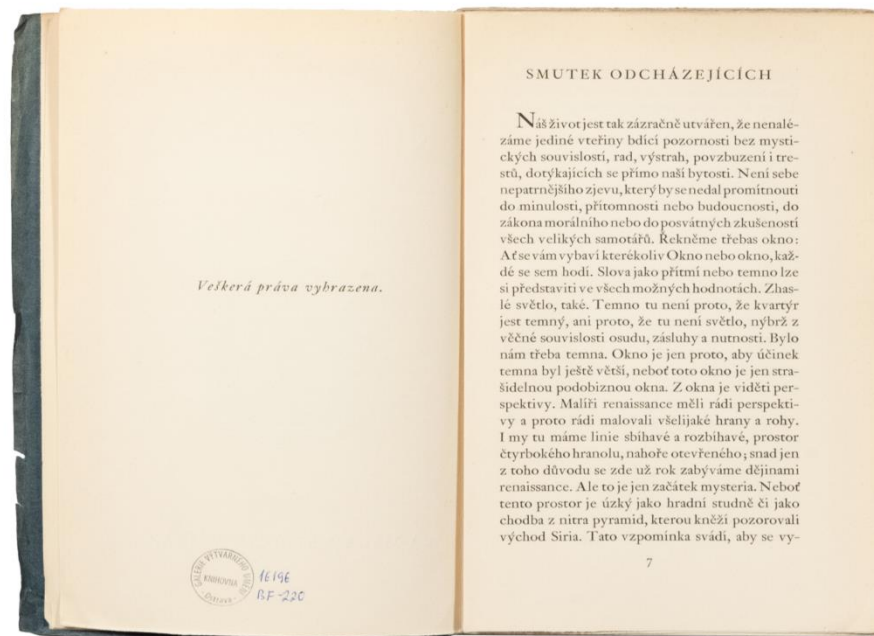 Veškerá práva vyhrazena.
GALERIE VÝTVARNÉHO UMĚNÍ
KNIHOVNA
Ostrava
16196
BF-220
SMUTEK ODCHÁZEJÍCÍCH
Náš život jest tak zázračně utvářen, že nenalé-
záme jediné vteřiny bdící pozornosti bez mysti-
ckých souvislostí, rad, výstrah, povzbuzení i tre-
stů, dotýkajících se přímo naší bytosti. Není sebe
nepatrnějšího zjevu, který by se nedal promítnouti
do minulosti, přítomnosti nebo budoucnosti, do
zákona morálního nebo do posvátných zkušeností
všech velikých samotářů. Řekněme třebas okno:
Ať se vám vybaví kterékoliv Okno nebo okno, kaž-
dé se sem hodí. Slova jako přítmí nebo temno lze
si představiti ve všech možných hodnotách. Zhas-
lé světlo, také. Temno tu není proto, že kvartýr
jest temný, ani proto, že tu není světlo, nýbrž z
věčné souvislosti osudu, zásluhy a nutnosti. Bylo
nám třeba temna. Okno je jen proto, aby účinek
temna byl ještě větší, neboť toto okno je jen stra-
šidelnou podobiznou okna. Z okna je viděti per-
spektivy. Malíři renaissance měli rádi perspekti-
vy a proto rádi malovali všelijaké hrany a rohy.
I my tu máme linie sbíhavé a rozbíhavé, prostor
čtyrbokého hranolu, nahoře otevřeného; snad jen
z toho důvodu se zde už rok zabýváme dějinami
renaissance. Ale to je jen začátek mysteria. Neboť
tento prostor je úzký jako hradní studně či jako
chodba z nitra pyramid, kterou kněží pozorovali
východ Siria. Tato vzpomínka svádí, aby se vy-
7